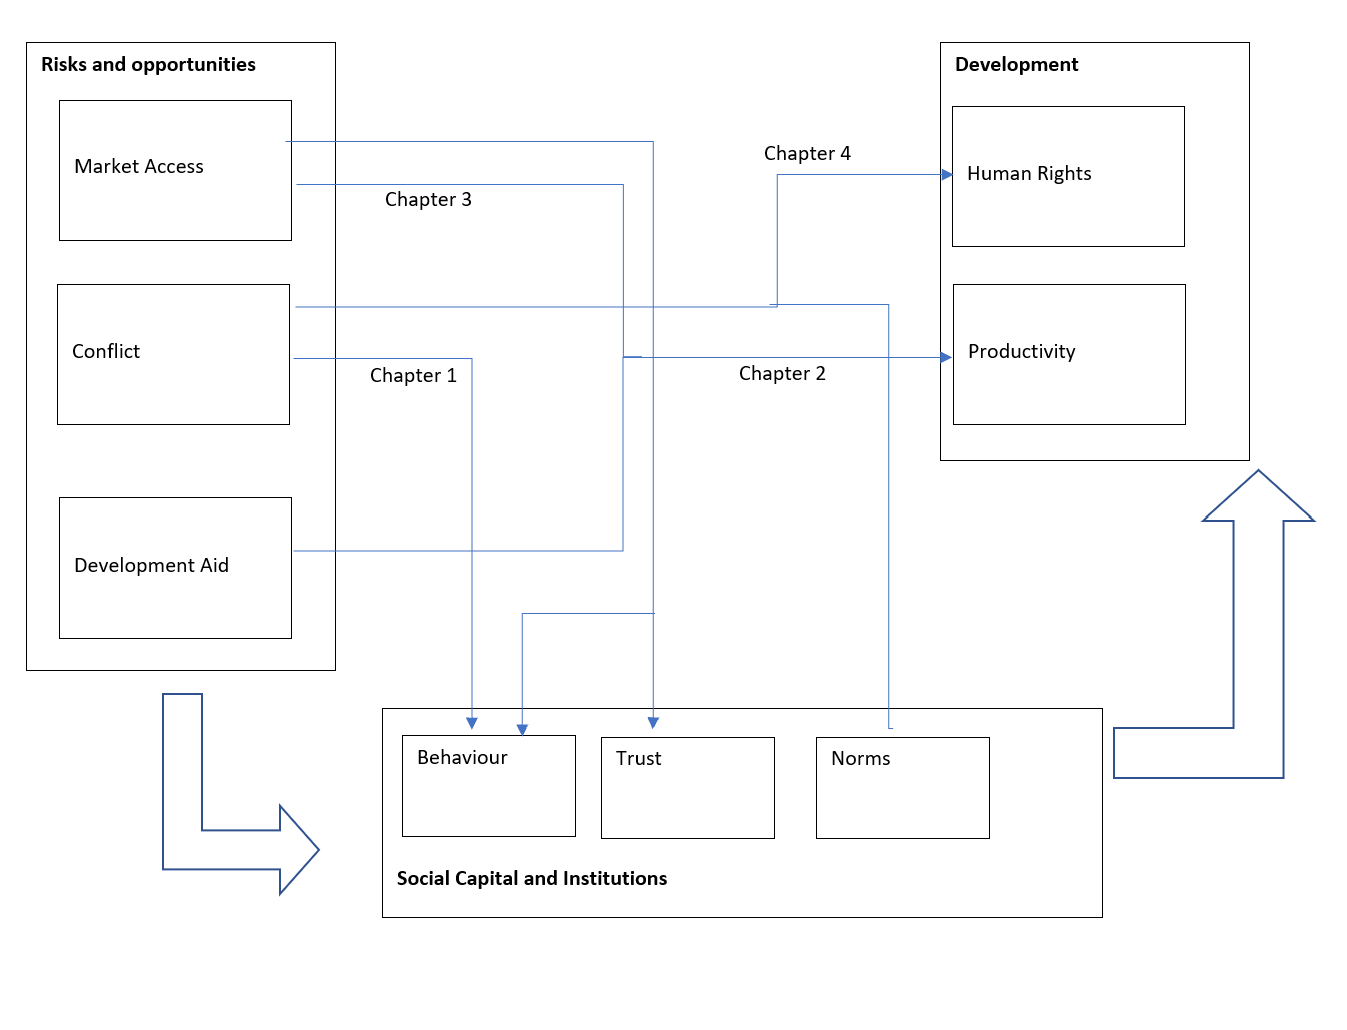 Risks and opportunities
Market Access
Conflict
Development Aid
Chapter 3
Chapter 1
Chapter 4
Chapter 2
Development
Human Rights
Productivity
Behaviour
Trust
Norms
Social Capital and Institutions